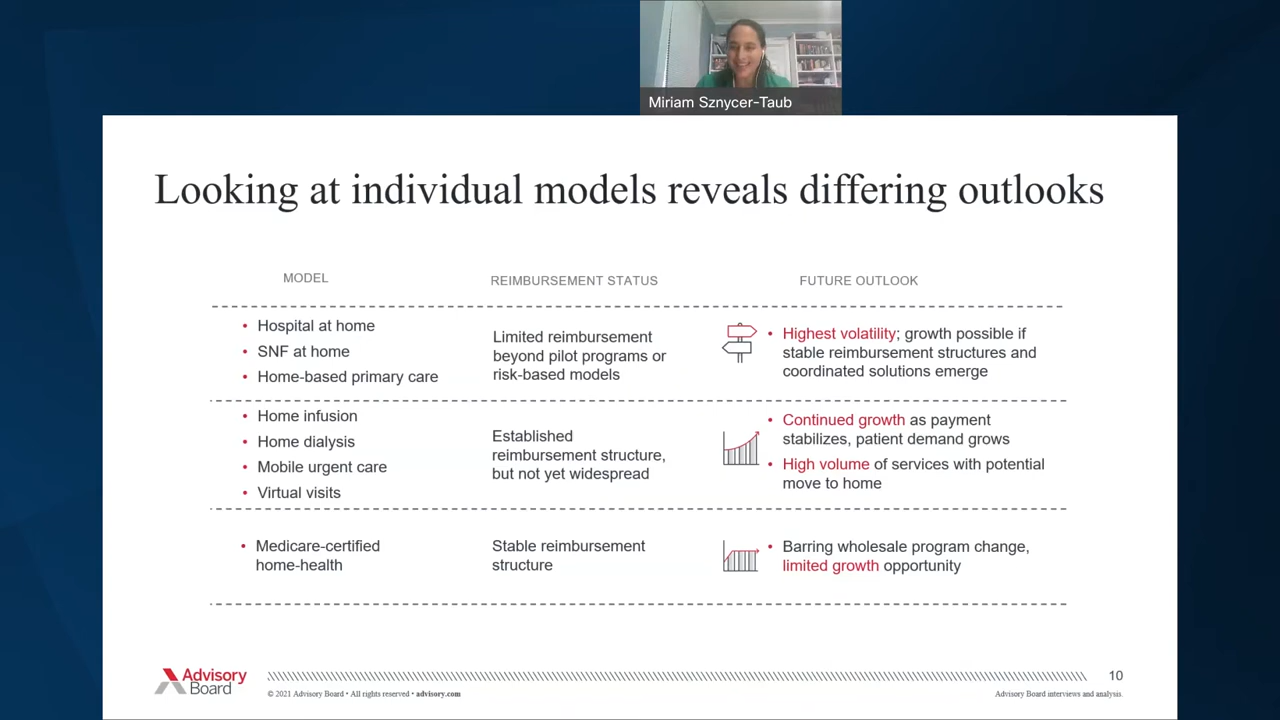 Miriam Sznycer-Taub
Looking at individual models reveals differing outlooks
MODEL
REIMBURSEMENT STATUS
FUTURE OUTLOOK
• Hospital at home
• SNF at home
• Home-based primary care
Limited reimbursement
beyond pilot programs or
risk-based models
• Highest volatility; growth possible if
stable reimbursement structures and
coordinated solutions emerge
• Home infusion
• Home dialysis
• Mobile urgent care
• Virtual visits
Established
reimbursement structure,
but not yet widespread
• Continued growth as payment
stabilizes, patient demand grows
• High volume of services with potential
move to home
• Medicare-certified
home-health
Stable reimbursement
structure
• Barring wholesale program change,
limited growth opportunity
Advisory
Board
© 2021 Advisory Board • All rights reserved • advisory.com
10
Advisory Board interviews and analysis.